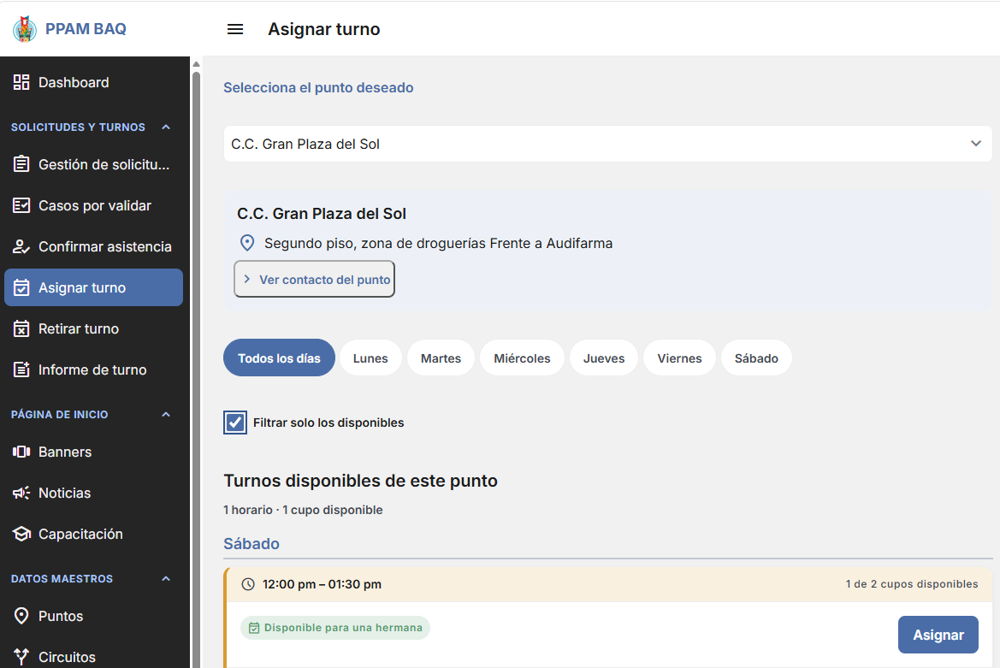 PPAM BAQ
Asignar turno
Dashboard
SOLICITUDES Y TURNOS
Gestión de solicitu...
Casos por validar
Confirmar asistencia
Asignar turno
Retirar turno
Informe de turno
PÁGINA DE INICIO
Banners
Noticias
Capacitación
DATOS MAESTROS
Puntos
Circuitos
Selecciona el punto deseado
C.C. Gran Plaza del Sol
C.C. Gran Plaza del Sol
Segundo piso, zona de droguerías Frente a Audifarma
Ver contacto del punto
Todos los días Lunes Martes Miércoles Jueves Viernes Sábado
Filtrar solo los disponibles
Turnos disponibles de este punto
1 horario · 1 cupo disponible
Sábado
12:00 pm – 01:30 pm 1 de 2 cupos disponibles
Disponible para una hermana
Asignar